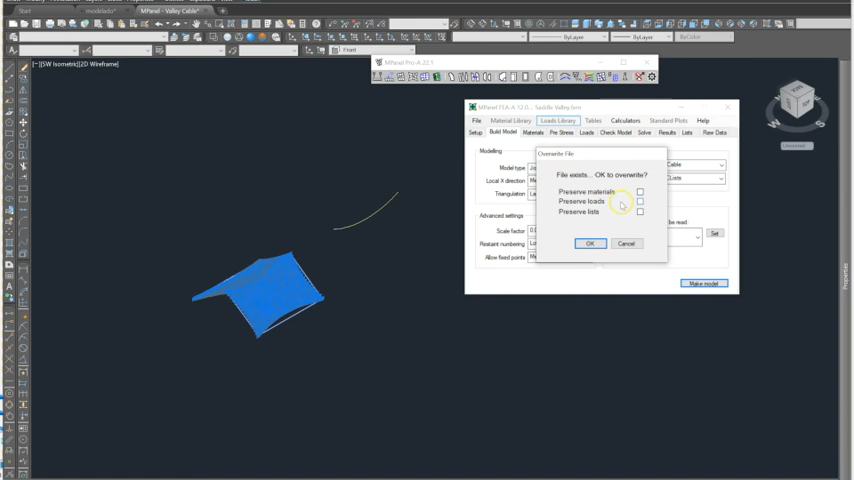 Start
modelado*
MPanel - Valley Cable*
ByLayer
ByLayer
ByColor
Front
[−][SW Isometric][2D Wireframe]
MPanel Pro-A 22.1
MPanel FEA-A 12.0... Saddle Valley.fem
File
Material Library
Loads Library
Tables
Calculators
Standard Plots
Help
Setup
Build Model
Materials
Pre Stress
Loads
Check Model
Solve
Results
Lists
Raw Data
Modelling
Model type
Cable
Local X direction
CLists
Triangulation
Advanced settings
be read.
Scale factor
Restant numbering
Set
Allow fixed points
Make model
Overwrite File
File exists... OK to overwrite?
Preserve materials
Preserve loads
Preserve lists
OK
Cancel
Properties